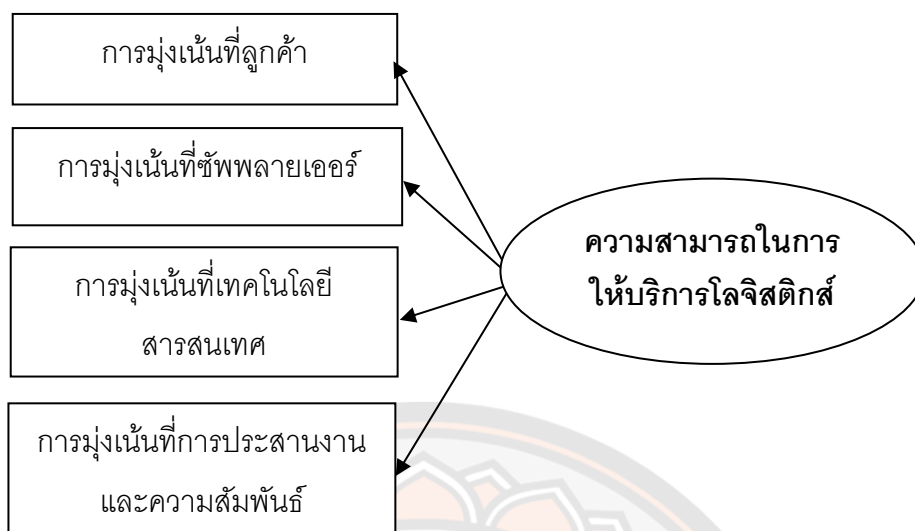 การมุ่งเน้นที่ลูกค้า
การมุ่งเน้นที่ซัพพลายเออร์
การมุ่งเน้นที่เทคโนโลยี
สารสนเทศ
การมุ่งเน้นที่การประสานงาน
และความสัมพันธ์
ความสามารถในการ
ให้บริการโลจิสติกส์